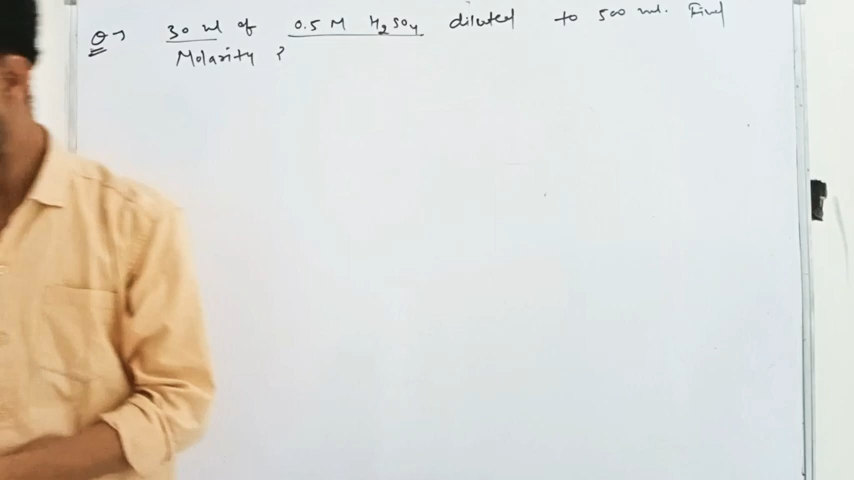 Q→ 30 ml of 0.5 M H₂SO₄ diluted to 500 ml. Find
Molarity ?